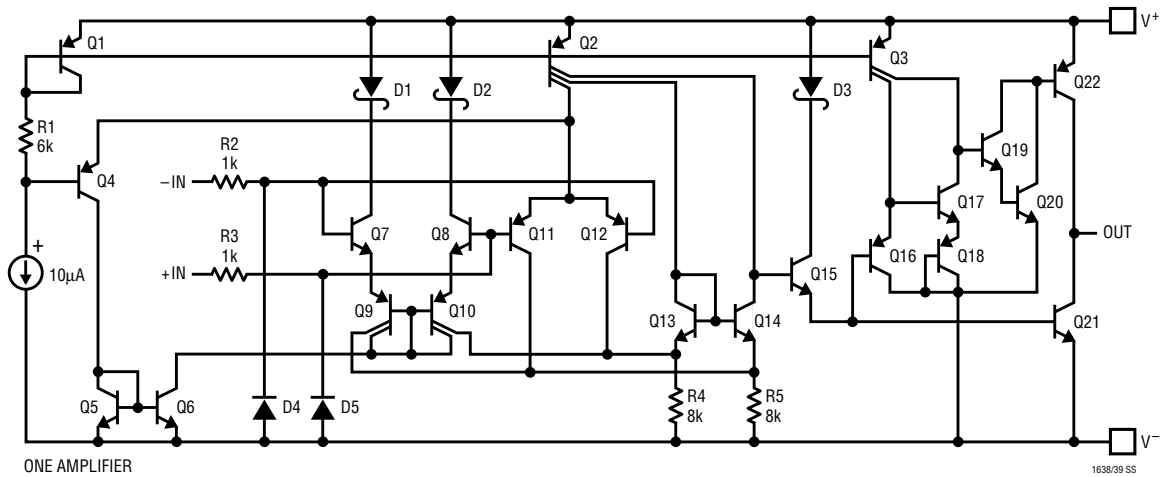 V+
Q1
Q2
Q3
D1
D2
D3
Q22
R1
6k
R2
1k
Q19
–IN
Q4
Q17
Q20
Q7
Q8
Q11
Q12
OUT
R3
1k
+
10µA
+IN
Q15
Q16
Q18
Q9
Q10
Q13
Q14
Q21
Q5
Q6
D4
D5
R4
8k
R5
8k
V–
ONE AMPLIFIER
1638/39 SS